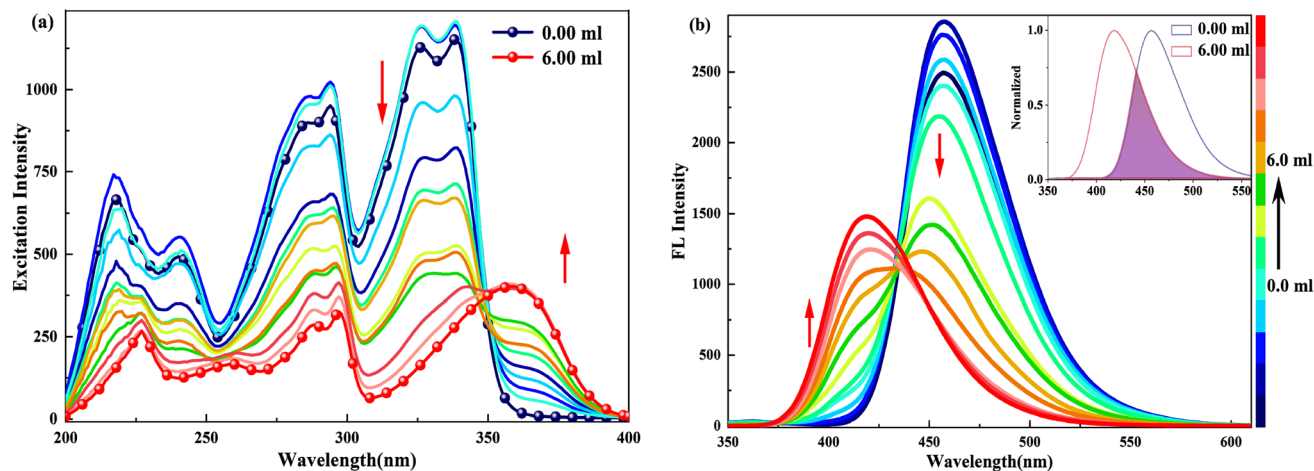 (a)
0.00 ml
6.00 ml
Excitation Intensity
1000
750
500
250
0
200
250
300
350
400
Wavelength(nm)
(b)
FL Intensity
2500
2000
1500
1000
500
0
350
400
450
500
550
600
Wavelength(nm)
0.00 ml
6.00 ml
Normalized
1.0
0.5
0.0
350
400
450
500
550
6.0 ml
0.0 ml